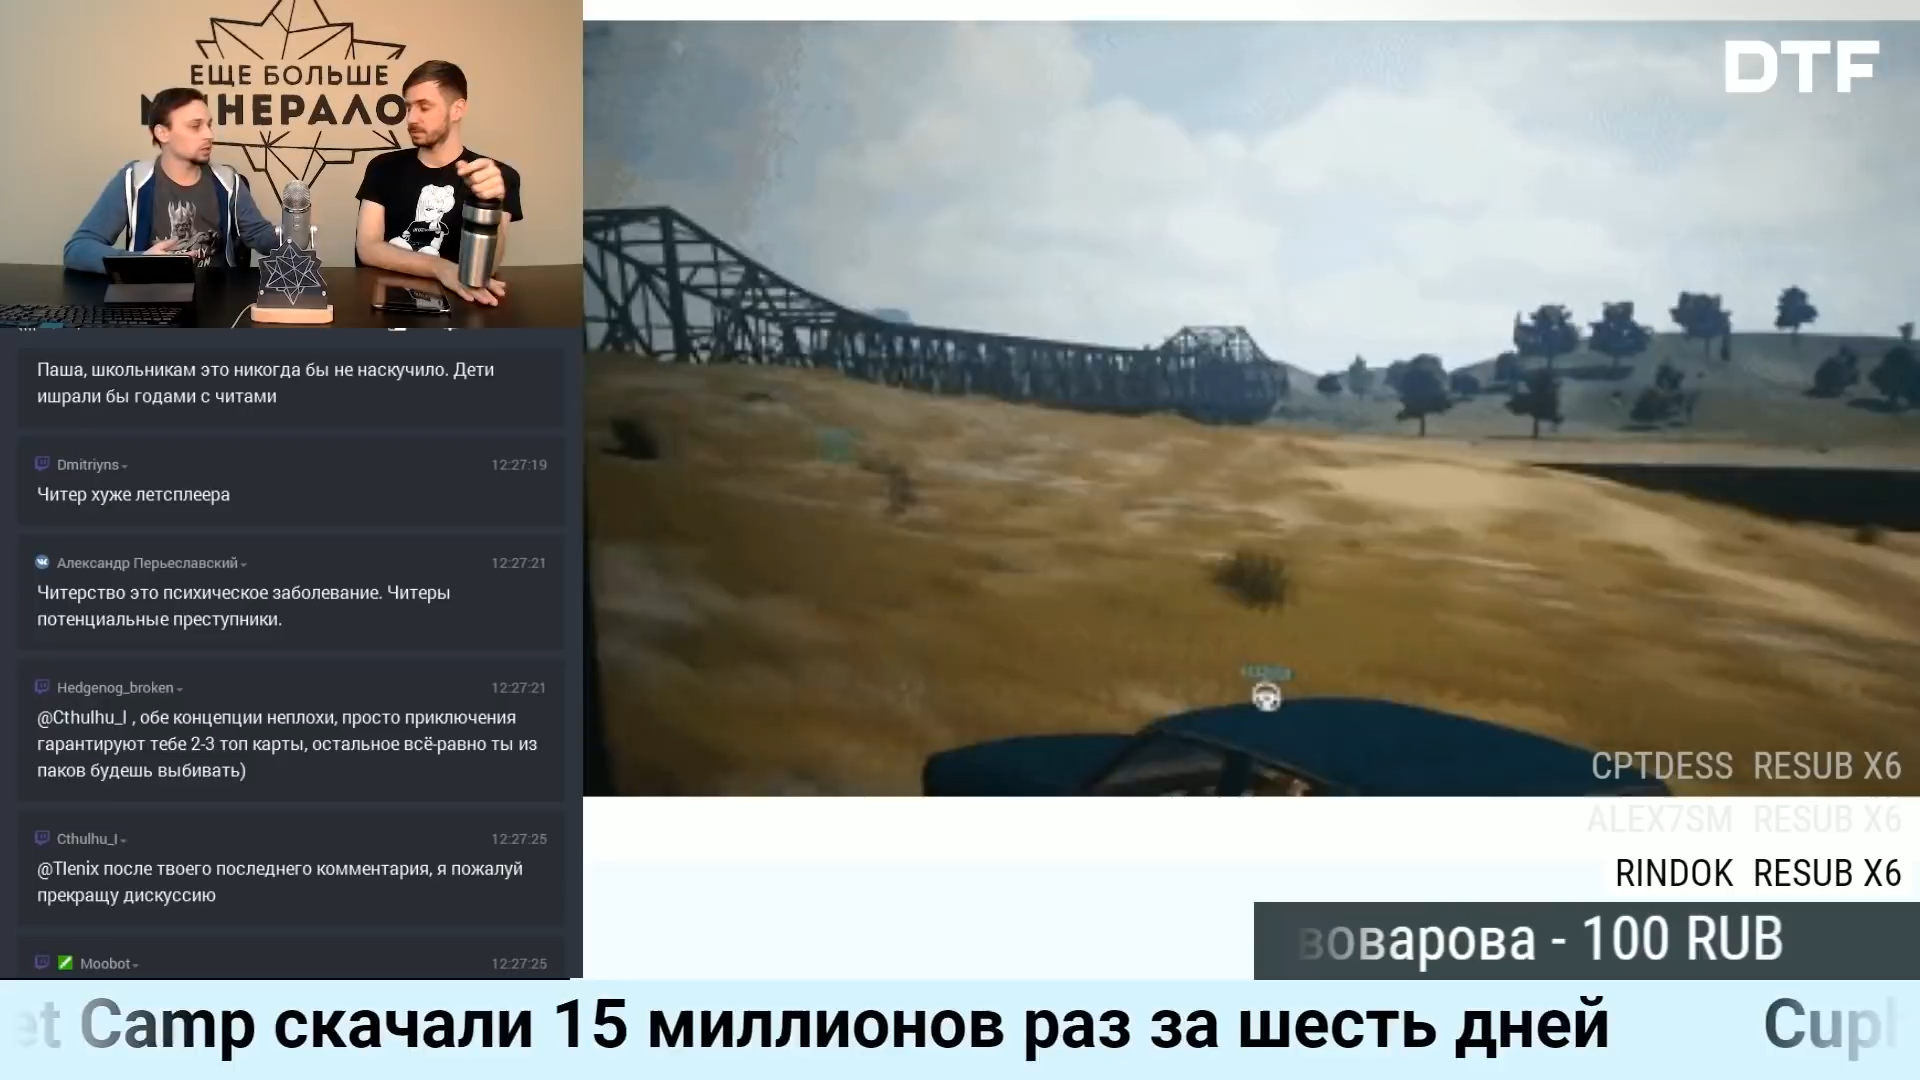 ЕЩЕ БОЛЬШЕ
DTF
Паша, школьникам это никогда бы не наскучило. Дети
ишрали бы годами с читами
Dmitriyns
12:27:19
Читер хуже летсплеера
Александр Перьеславский
12:27:21
Читерство это психическое заболевание. Читеры
потенциальные преступники.
Hedgenog_broken
12:27:21
@Cthulhu_I , обе концепции неплохи, просто приключения
гарантируют тебе 2-3 топ карты, остальное всё-равно ты из
паков будешь выбивать)
Cthulhu_I
12:27:25
@Tlenix после твоего последнего комментария, я пожалуй
прекращу дискуссию
Moobot
12:27:25
CPTDESS RESUB X6
ALEX7SM RESUB X6
RINDOK RESUB X6
воварова - 100 RUB
et Camp скачали 15 миллионов раз за шесть дней
Cuph